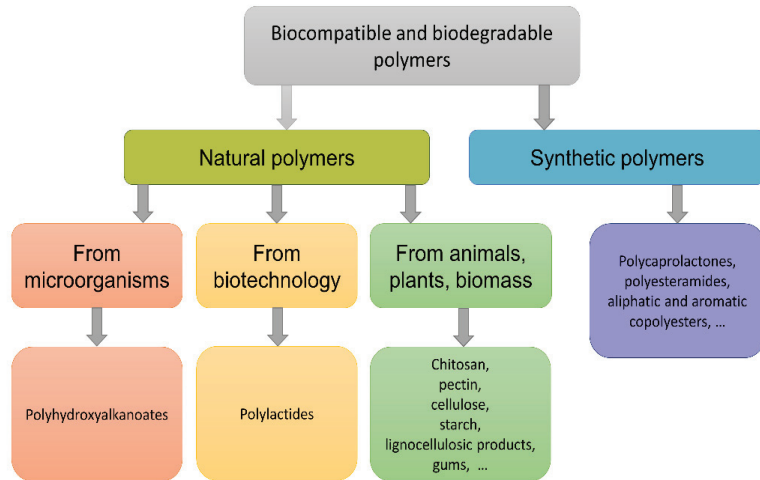 Biocompatible and biodegradable
polymers
Natural polymers
Synthetic polymers
From
microorganisms
From
biotechnology
From animals,
plants, biomass
Polycaprolactones,
polyesteramides,
aliphatic and aromatic
copolyesters, ...
Polyhydroxyalkanoates
Polylactides
Chitosan,
pectin,
cellulose,
starch,
lignocellulosic products,
gums, ...